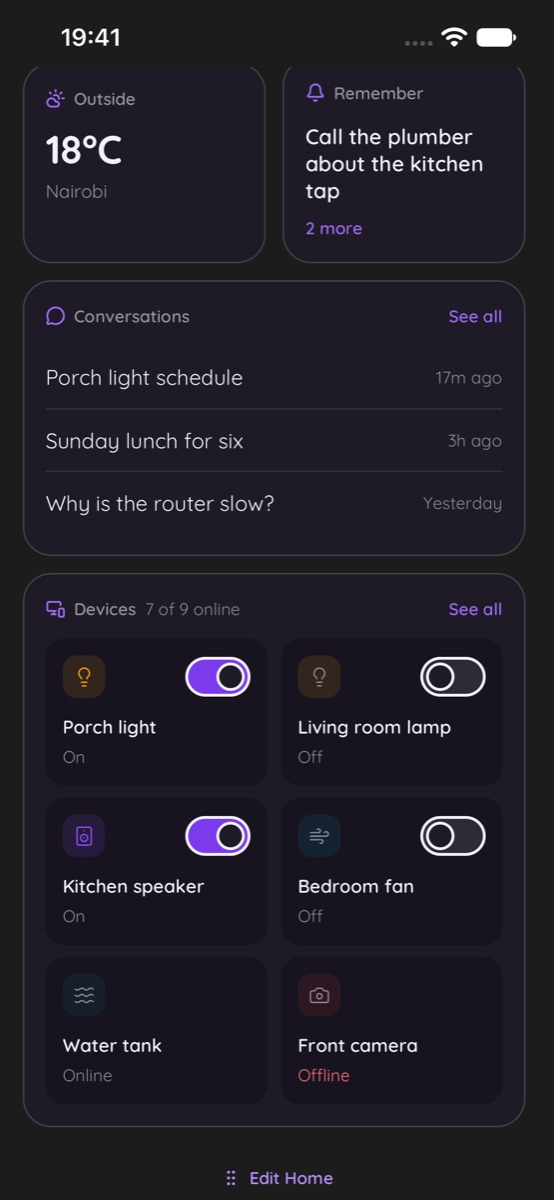 19:41
Outside
18°C
Nairobi
Remember
Call the plumber
about the kitchen
tap
2 more
Conversations
See all
Porch light schedule
17m ago
Sunday lunch for six
3h ago
Why is the router slow?
Yesterday
Devices 7 of 9 online
See all
Porch light
On
Living room lamp
Off
Kitchen speaker
On
Bedroom fan
Off
Water tank
Online
Front camera
Offline
Edit Home